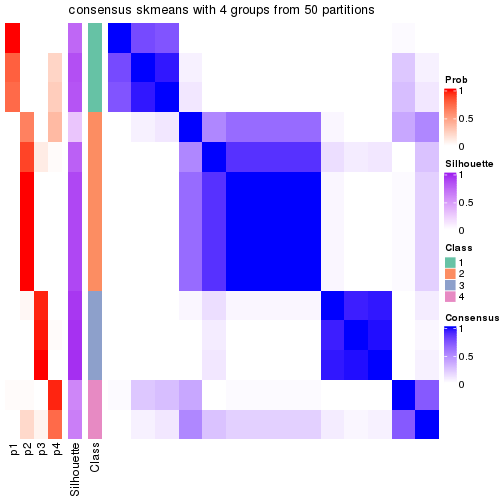 consensus skmeans with 4 groups from 50 partitions
Prob
1
0.5
0
Silhouette
1
0.5
0
Class
1
2
3
4
Consensus
1
0.5
0
p1
p2
p3
p4
Silhouette
Class